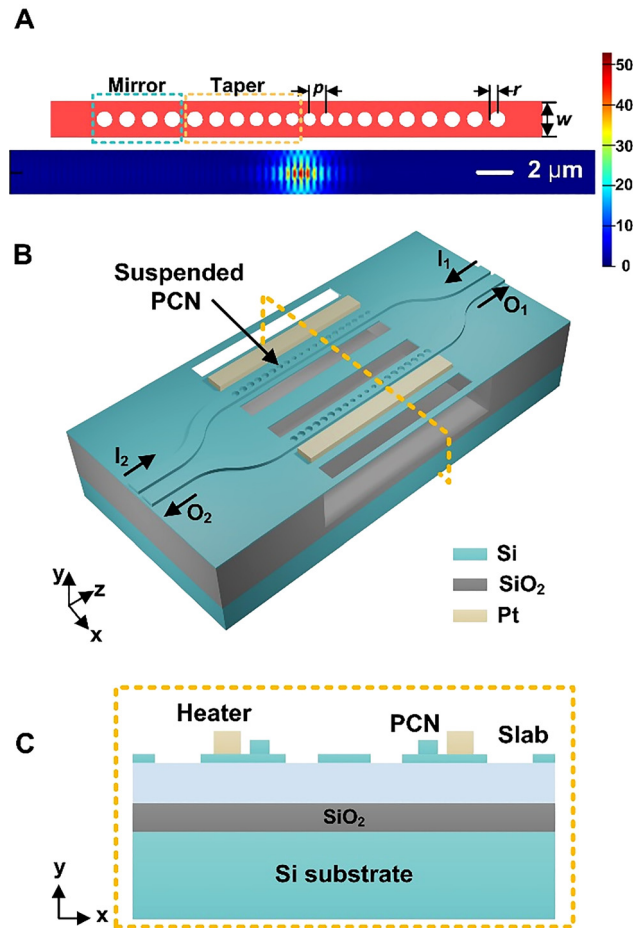 A
Mirror
Taper
p
r
w
2 μm
50
40
30
20
10
0
B
Suspended
PCN
I₁
O₁
I₂
O₂
y
z
x
Si
SiO₂
Pt
C
Heater
PCN
Slab
SiO₂
Si substrate
y
x